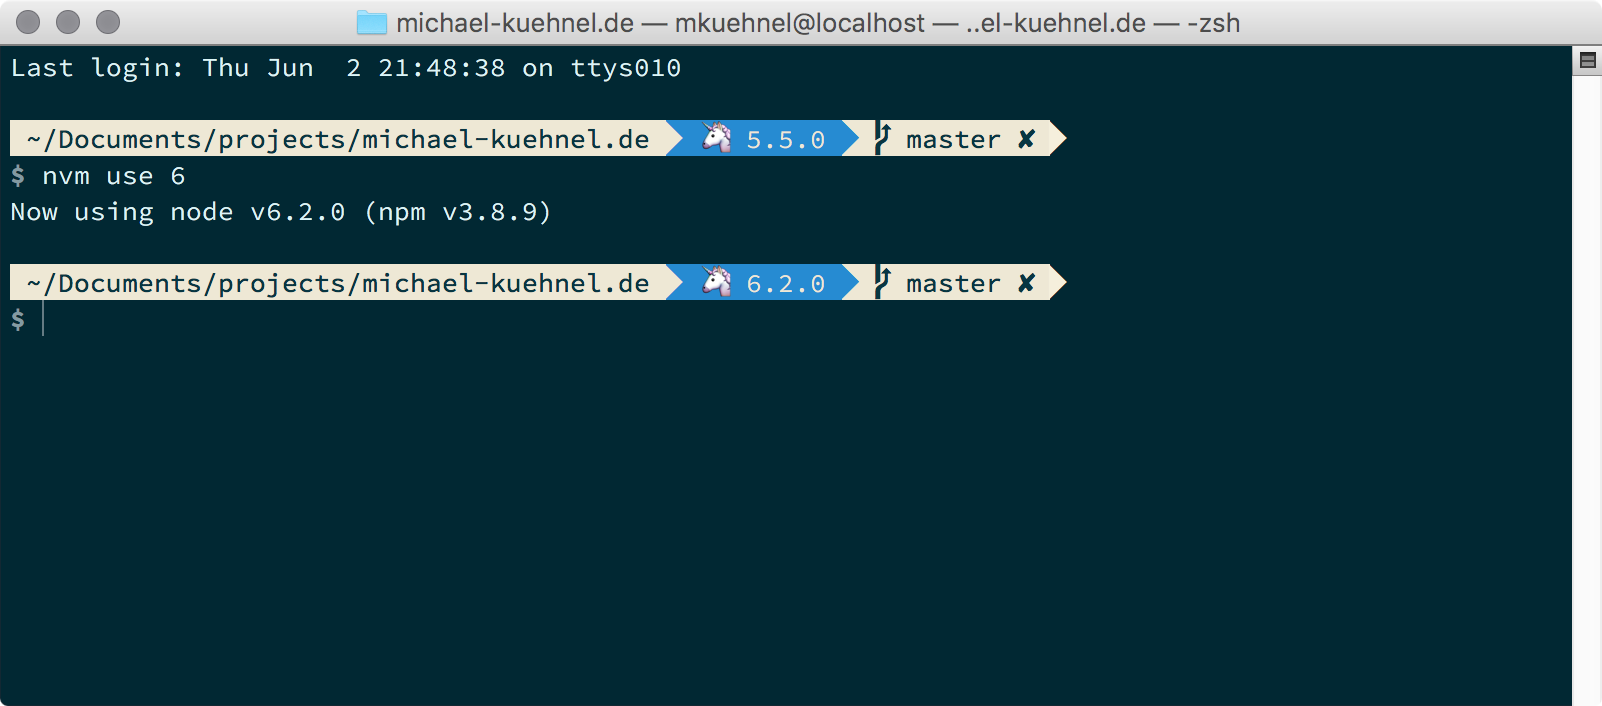 michael-kuehnel.de — mkuehnel@localhost — ..el-kuehnel.de — -zsh
Last login: Thu Jun  2 21:48:38 on ttys010
~/Documents/projects/michael-kuehnel.de 🦄 5.5.0 master ✘
$ nvm use 6
Now using node v6.2.0 (npm v3.8.9)
~/Documents/projects/michael-kuehnel.de 🦄 6.2.0 master ✘
$